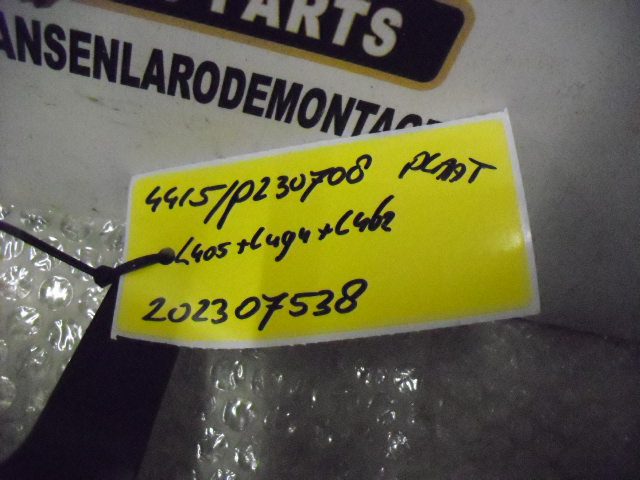 PARTS
ANSENLARODEMONTAGE
4415/P230708 PLAAT
L405+L494+L462
202307538